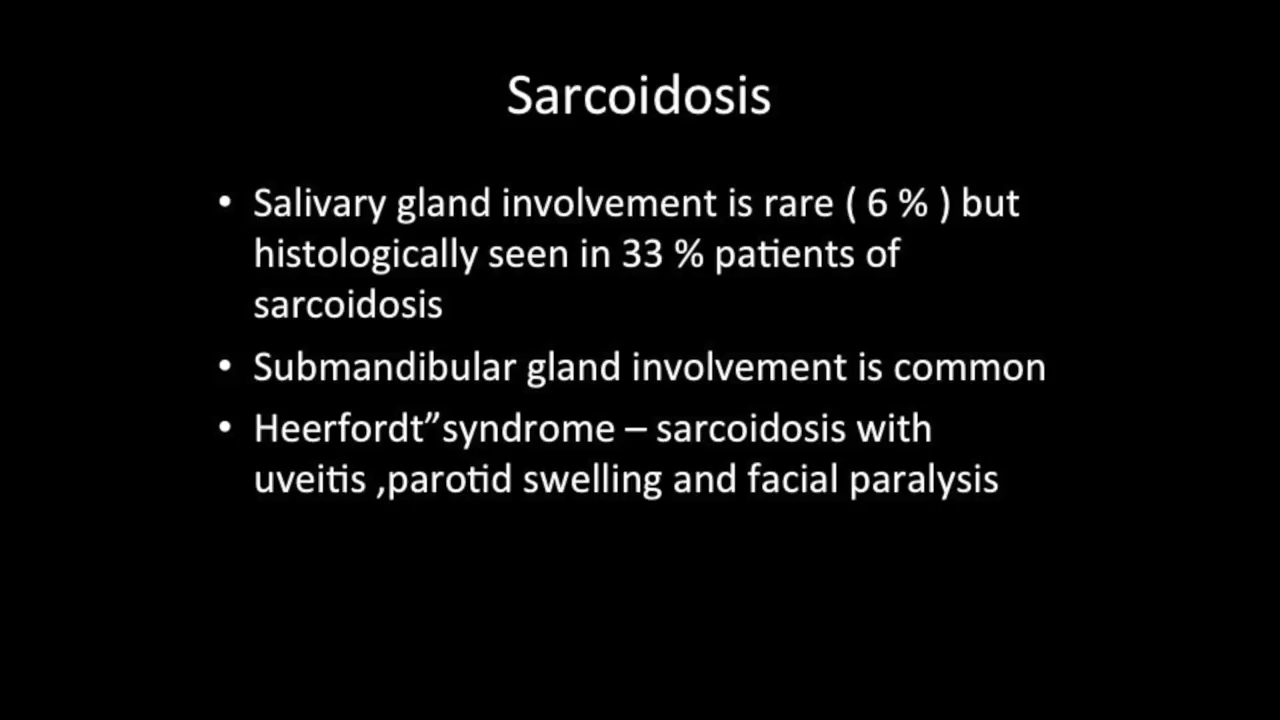 Sarcoidosis
• Salivary gland involvement is rare ( 6 % ) but
histologically seen in 33 % patients of
sarcoidosis
• Submandibular gland involvement is common
• Heerfordt”syndrome – sarcoidosis with
uveitis ,parotid swelling and facial paralysis